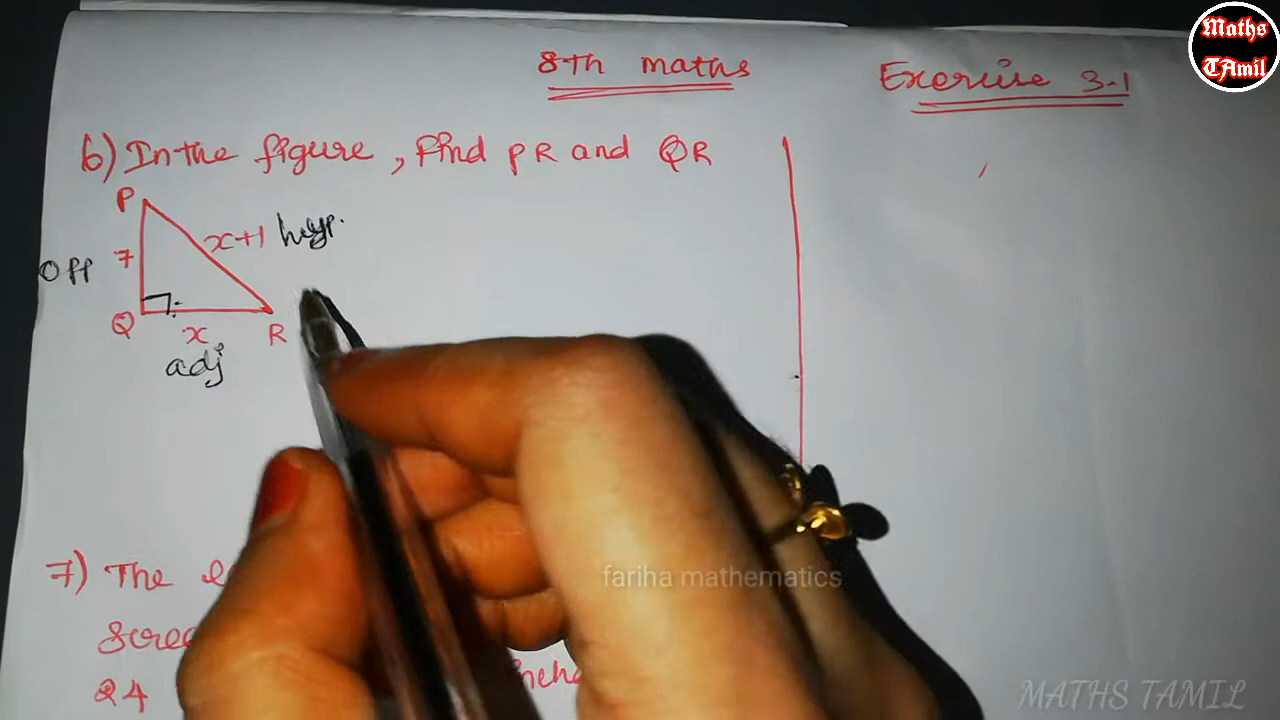 Maths
TAmil
8th maths
Exercise 3.1
6) In the figure, Find PR and QR
P
x+1 hyp.
opp 7
Q x R
adj
7) The
fariha mathematics
24
MATHS TAMIL